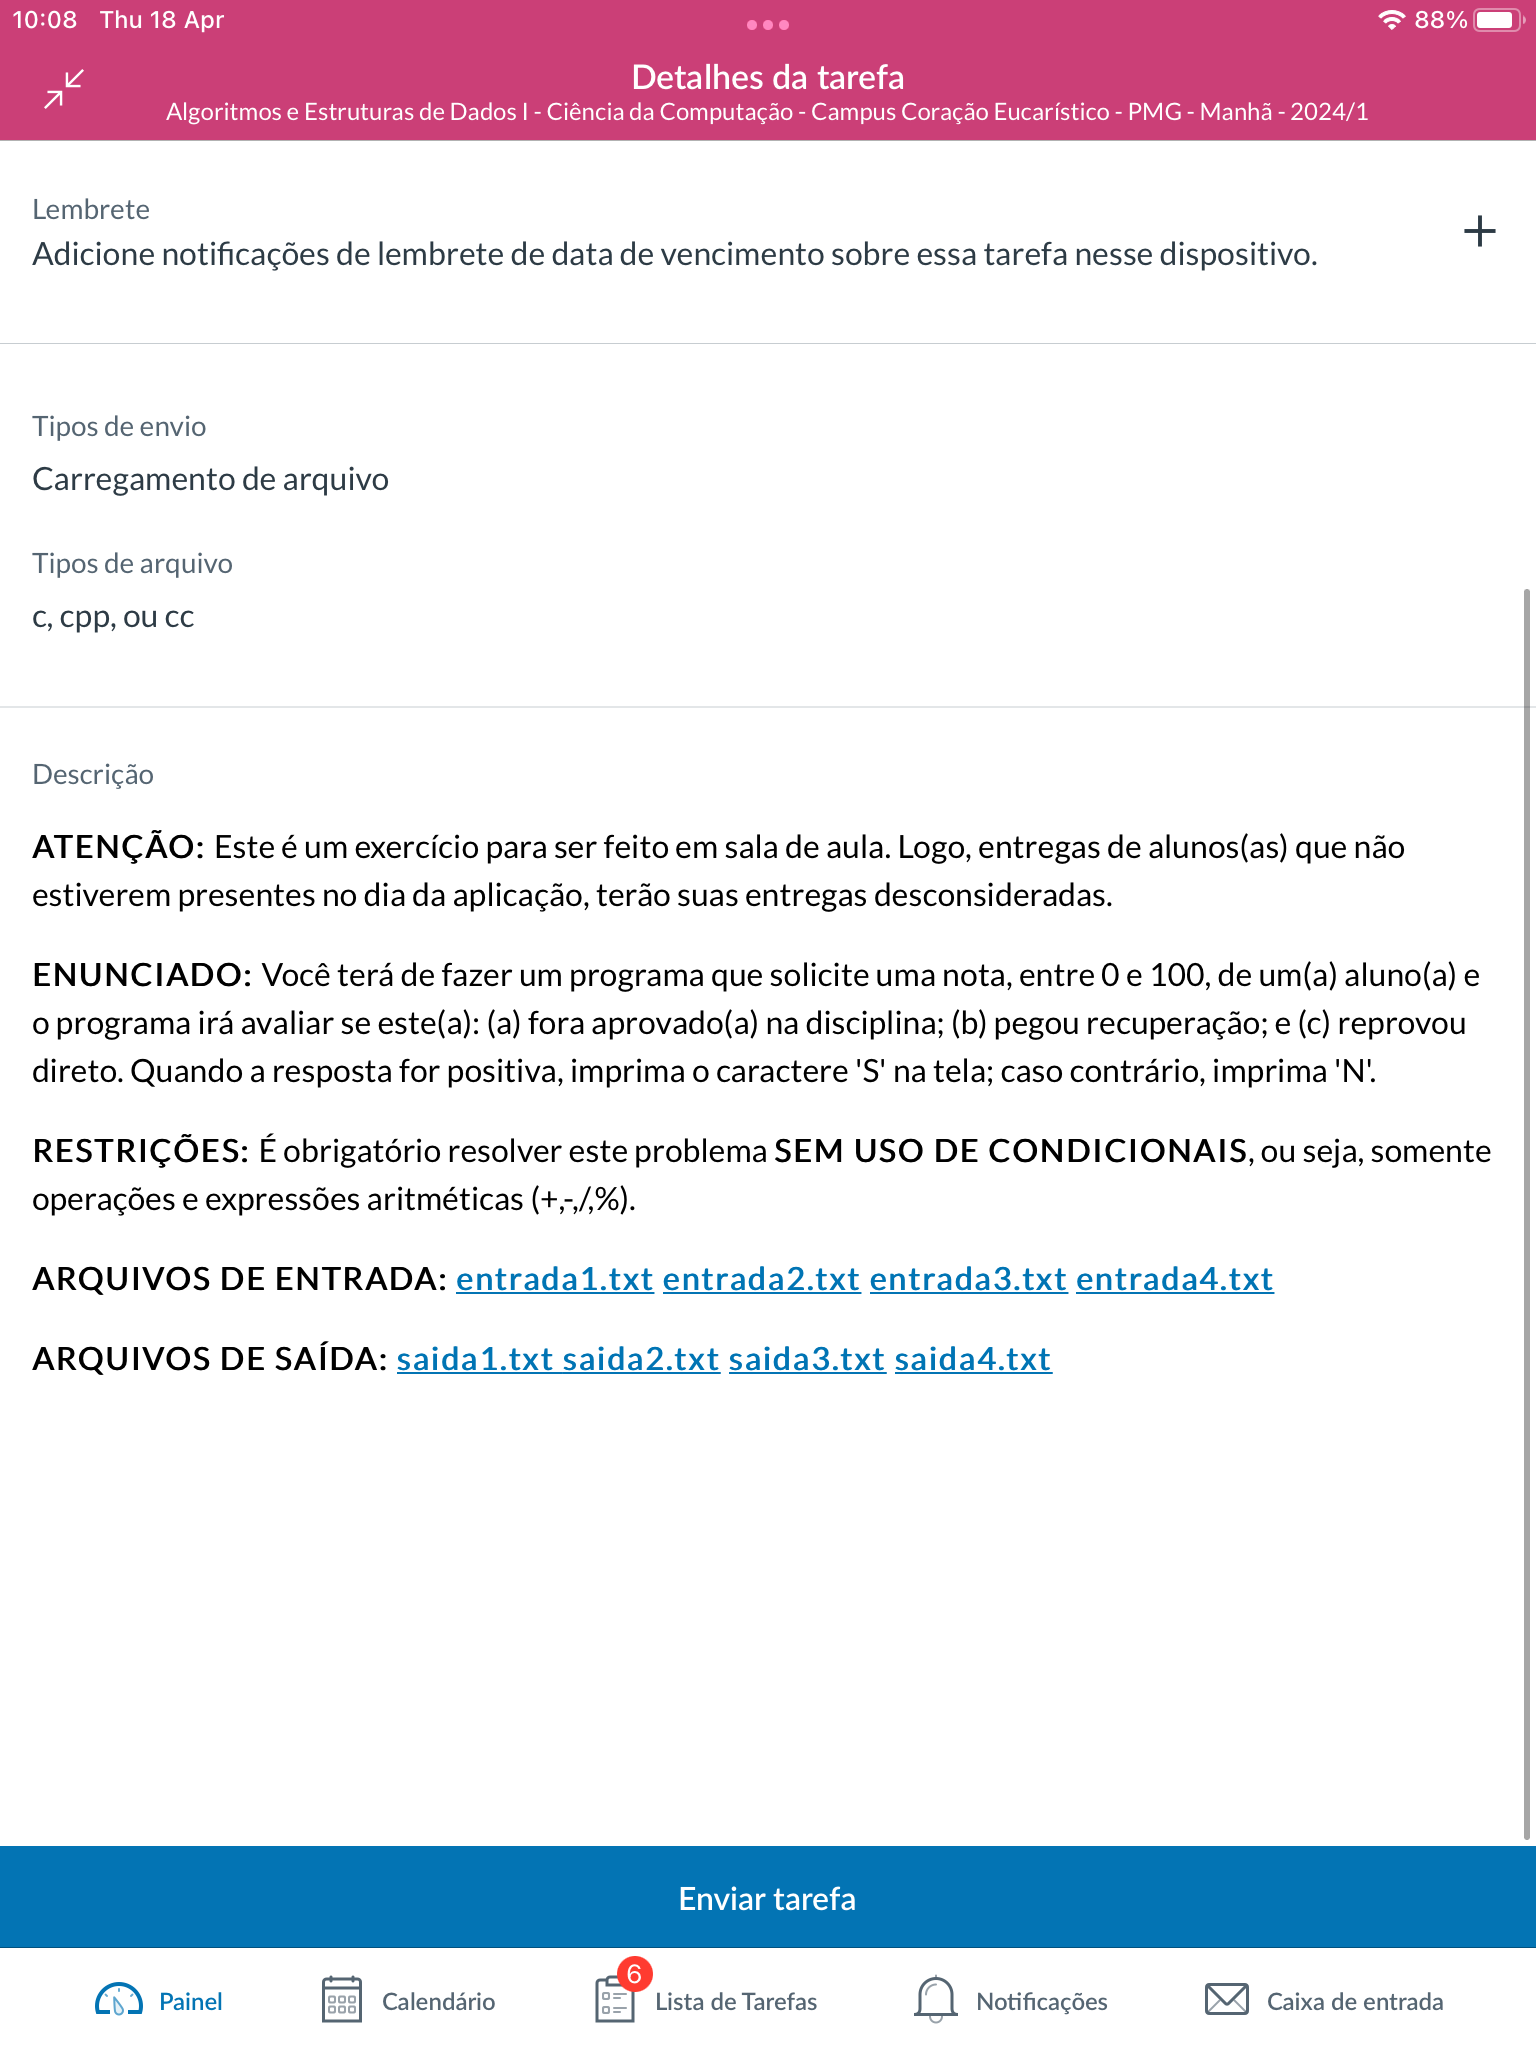 10:08 Thu 18 Apr
88%
Detalhes da tarefa
Algoritmos e Estruturas de Dados I - Ciência da Computação - Campus Coração Eucarístico - PMG - Manhã - 2024/1
Lembrete
Adicione notificações de lembrete de data de vencimento sobre essa tarefa nesse dispositivo.
Tipos de envio
Carregamento de arquivo
Tipos de arquivo
c, cpp, ou cc
Descrição
ATENÇÃO: Este é um exercício para ser feito em sala de aula. Logo, entregas de alunos(as) que não
estiverem presentes no dia da aplicação, terão suas entregas desconsideradas.
ENUNCIADO: Você terá de fazer um programa que solicite uma nota, entre 0 e 100, de um(a) aluno(a) e
o programa irá avaliar se este(a): (a) fora aprovado(a) na disciplina; (b) pegou recuperação; e (c) reprovou
direto. Quando a resposta for positiva, imprima o caractere 'S' na tela; caso contrário, imprima 'N'.
RESTRIÇÕES: É obrigatório resolver este problema SEM USO DE CONDICIONAIS, ou seja, somente
operações e expressões aritméticas (+,-,/,%).
ARQUIVOS DE ENTRADA: entrada1.txt entrada2.txt entrada3.txt entrada4.txt
ARQUIVOS DE SAÍDA: saida1.txt saida2.txt saida3.txt saida4.txt
Enviar tarefa
6
Painel Calendário Lista de Tarefas Notificações Caixa de entrada